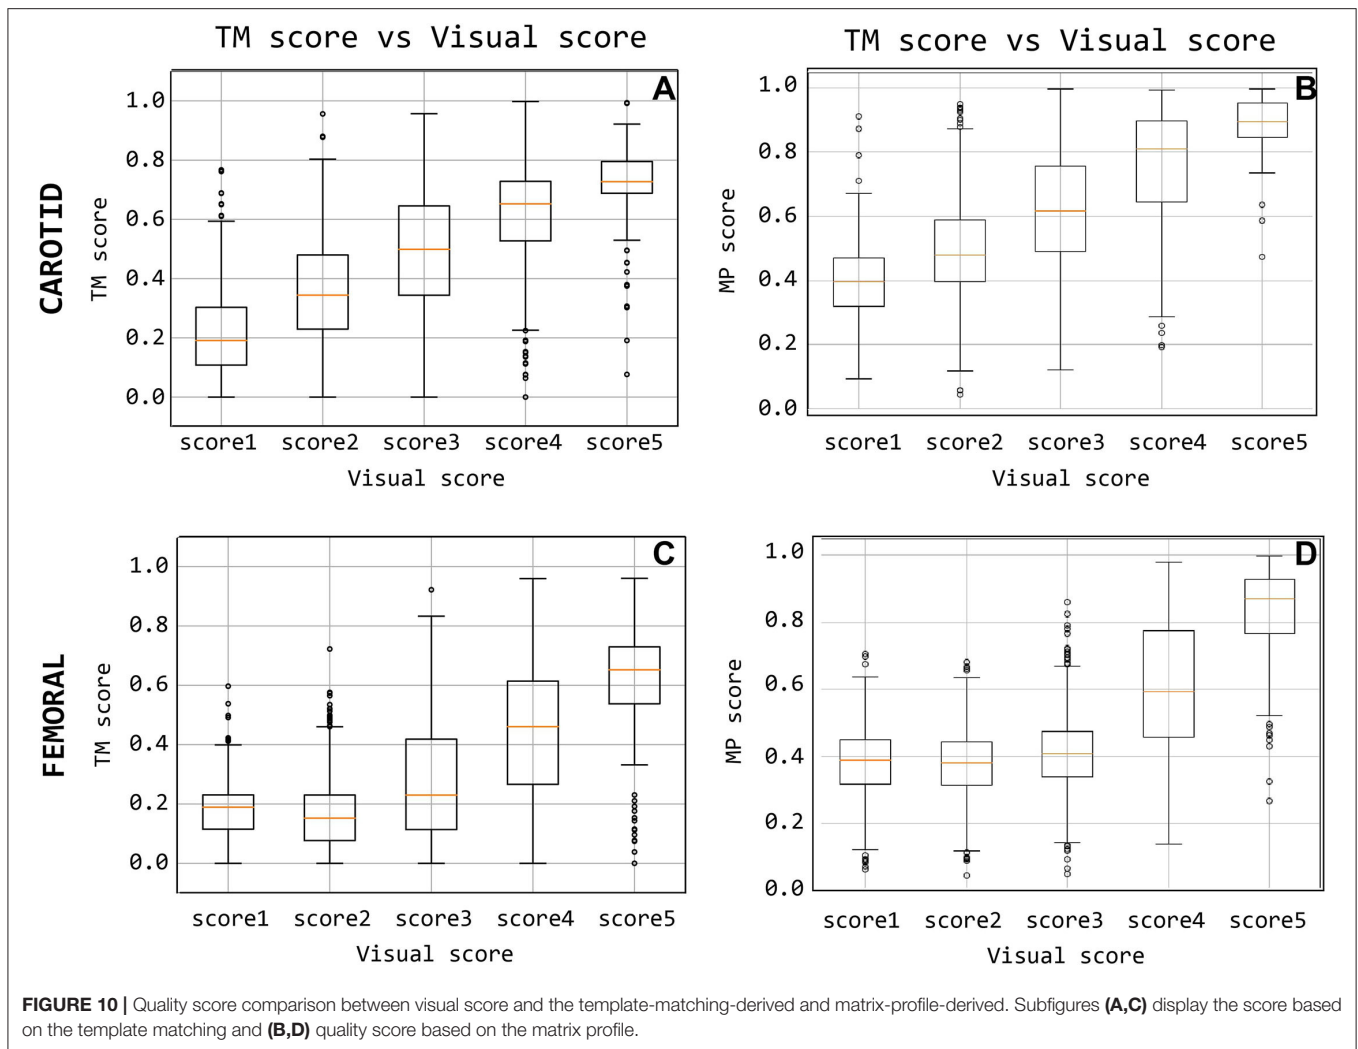 TM score vs Visual score
TM score vs Visual score
CAROTID
A
TM score
1.0
0.8
0.6
0.4
0.2
0.0
score1 score2 score3 score4 score5
Visual score
B
MP score
1.0
0.8
0.6
0.4
0.2
0.0
score1 score2 score3 score4 score5
Visual score
FEMORAL
C
TM score
1.0
0.8
0.6
0.4
0.2
0.0
score1 score2 score3 score4 score5
Visual score
D
MP score
1.0
0.8
0.6
0.4
0.2
0.0
score1 score2 score3 score4 score5
Visual score
FIGURE 10 | Quality score comparison between visual score and the template-matching-derived and matrix-profile-derived. Subfigures (A,C) display the score based
on the template matching and (B,D) quality score based on the matrix profile.